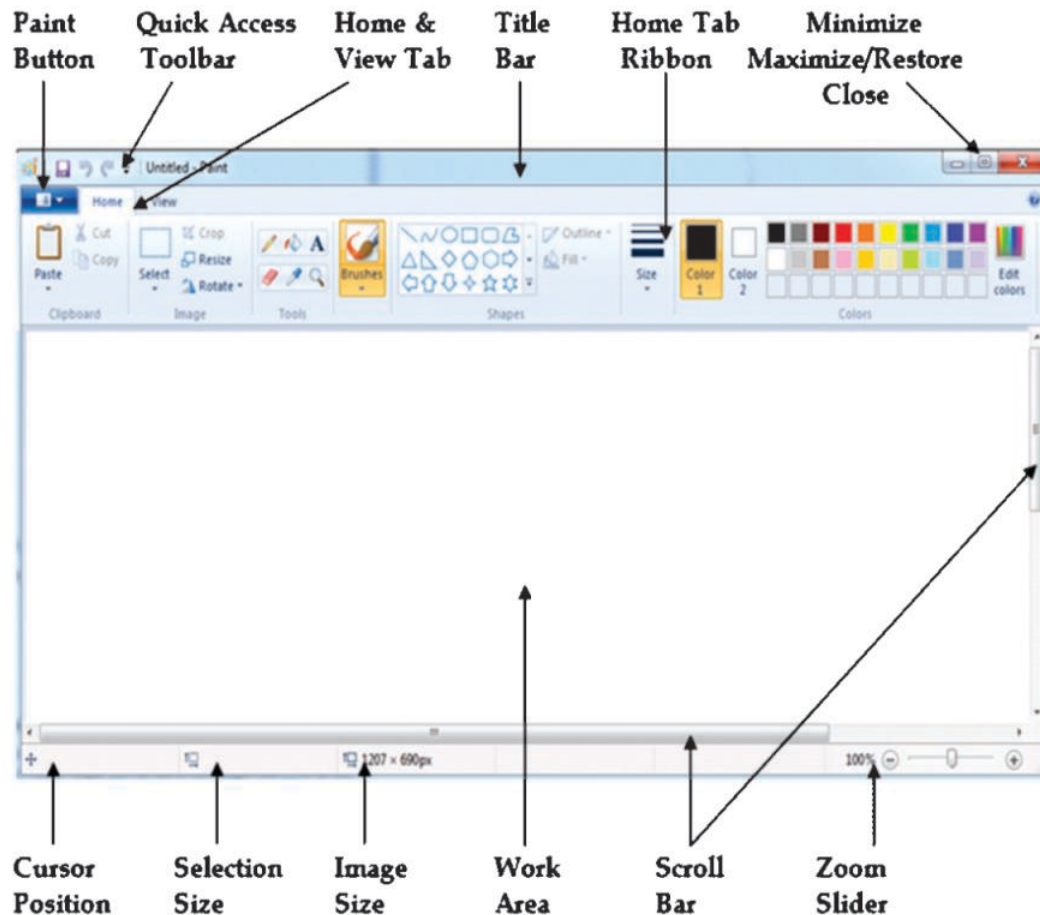 Paint Quick Access Home & Title Home Tab Minimize
Button Toolbar View Tab Bar Ribbon Maximize/Restore
Close
Untitled - Paint
Home View
Cut Crop Outline
Paste Copy Select Resize Brushes Fill Size Color Color Edit
Rotate 1 2 colors
Clipboard Image Tools Shapes Colors
1207 × 690px 100%
Cursor Selection Image Work Scroll Zoom
Position Size Size Area Bar Slider